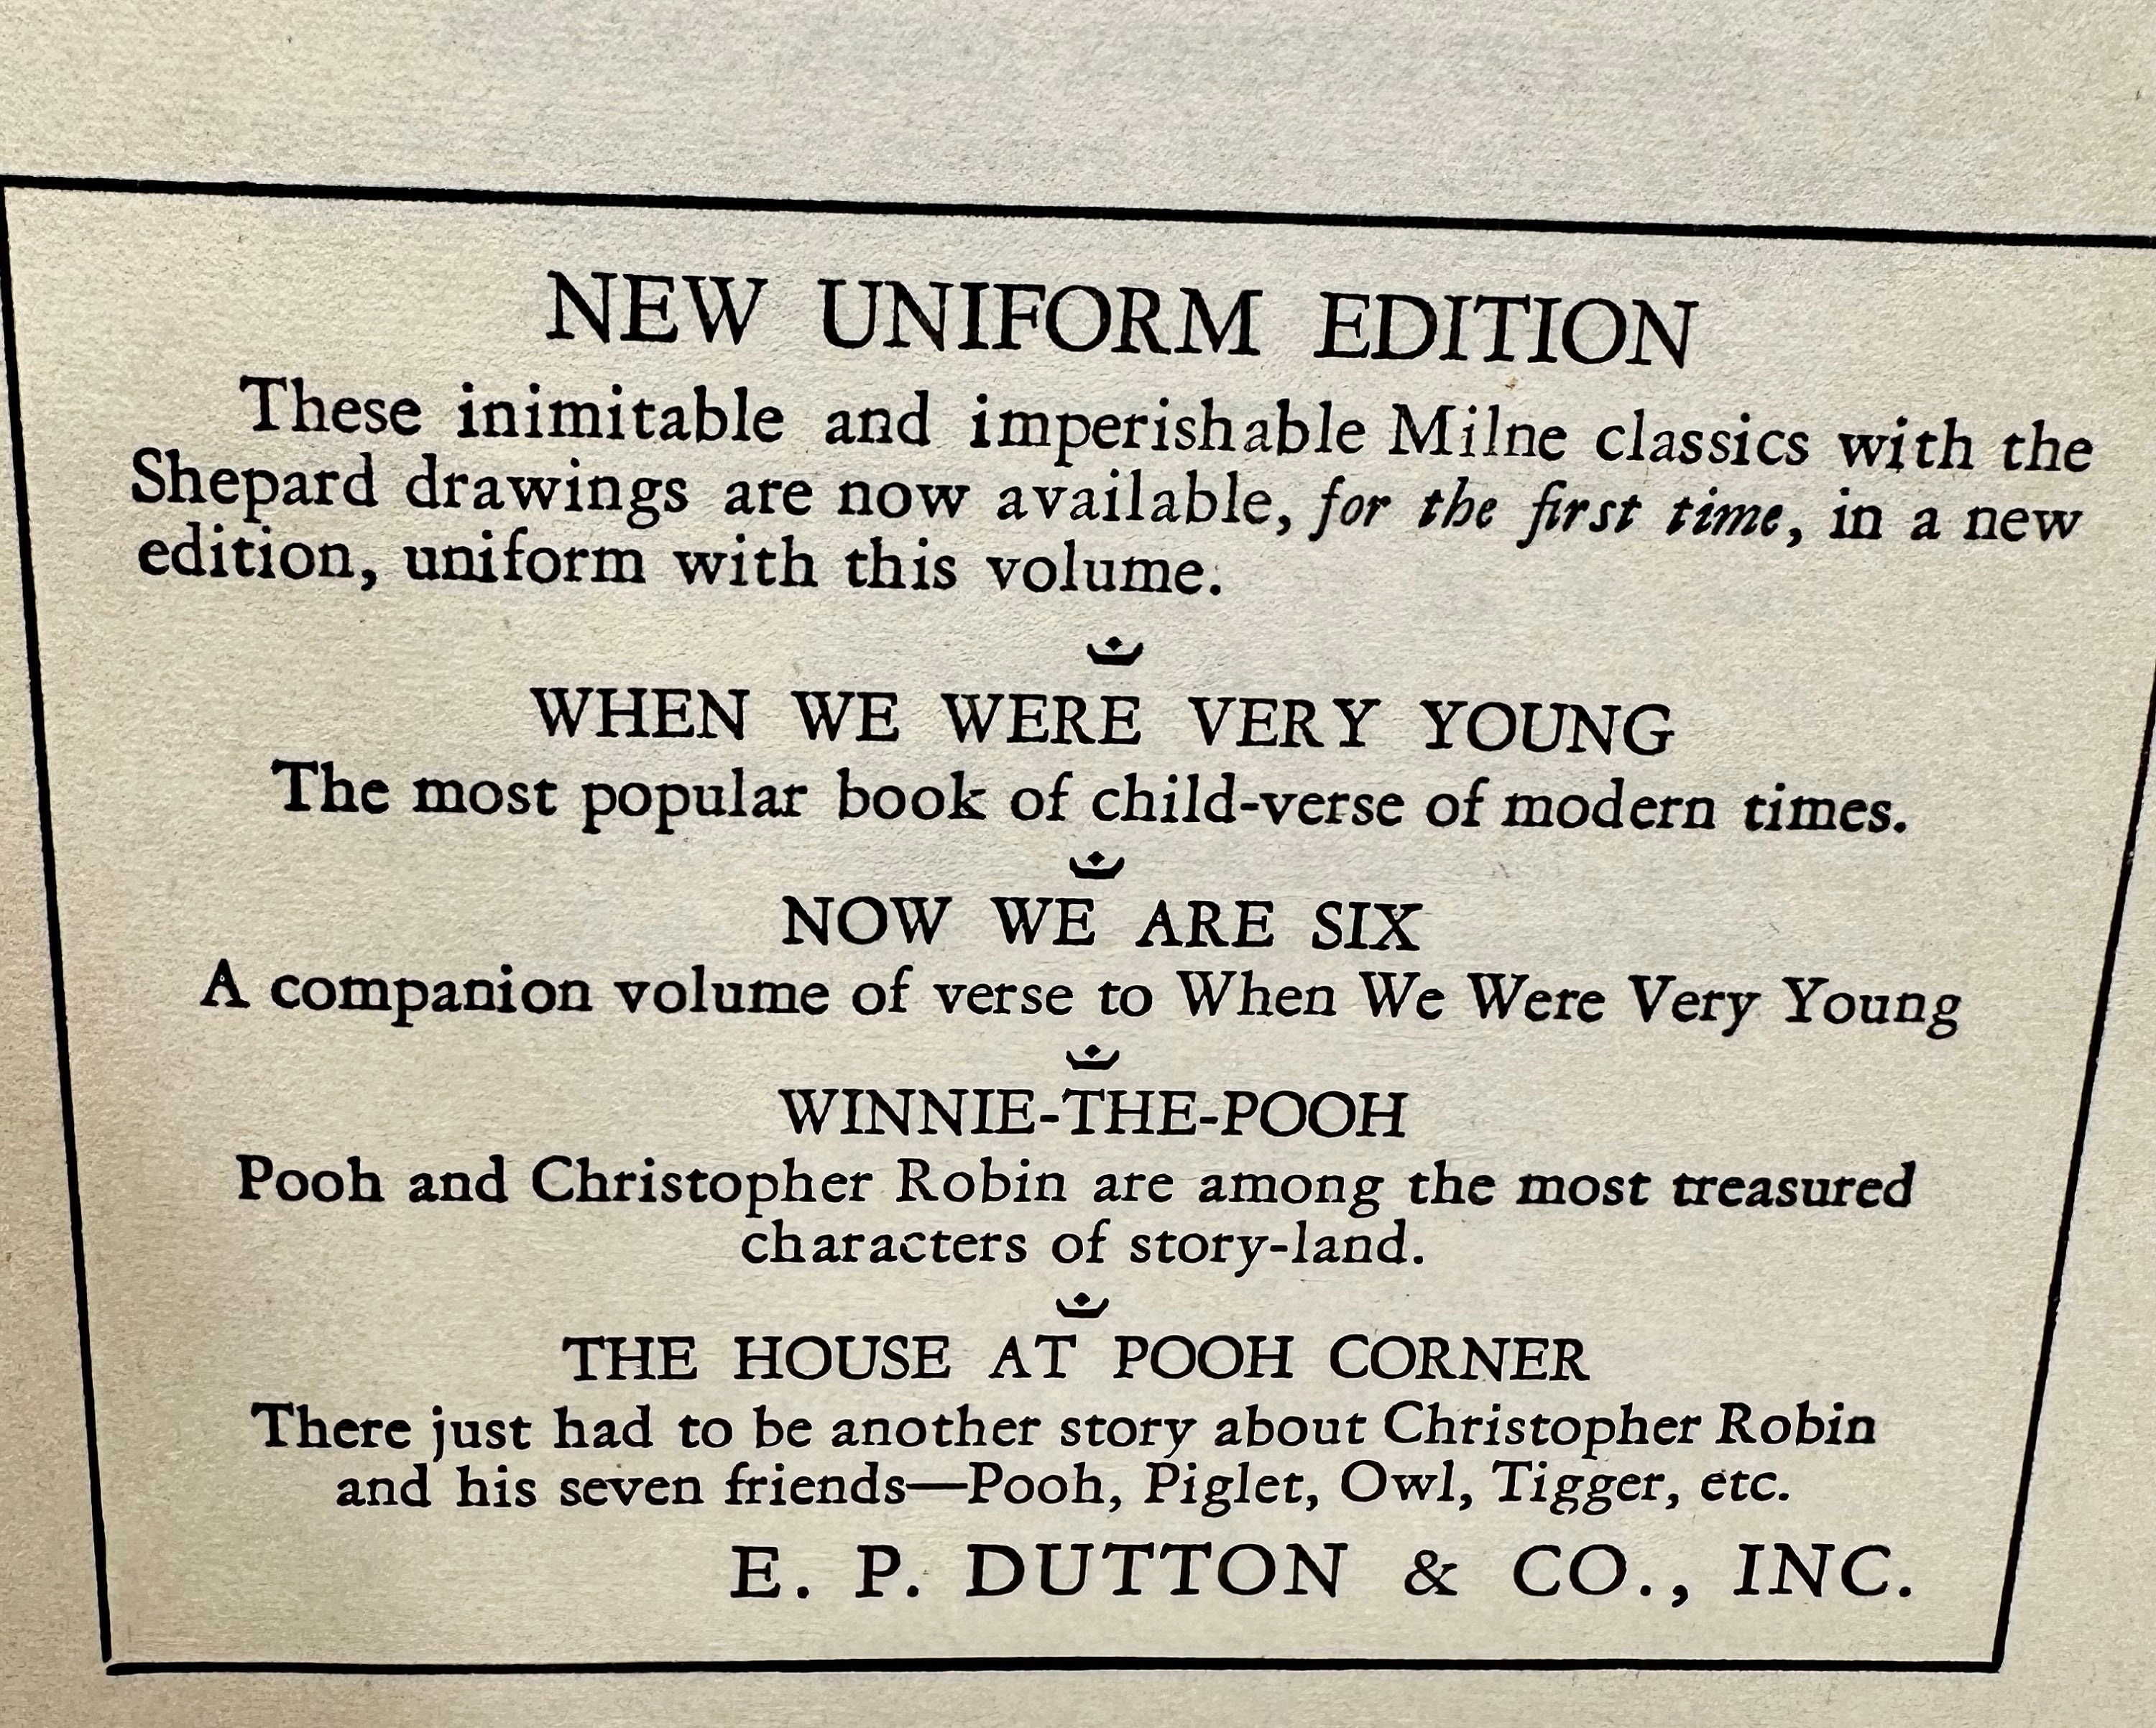 NEW UNIFORM EDITION
These inimitable and imperishable Milne classics with the
Shepard drawings are now available, for the first time, in a new
edition, uniform with this volume.
WHEN WE WERE VERY YOUNG
The most popular book of child-verse of modern times.
NOW WE ARE SIX
A companion volume of verse to When We Were Very Young
WINNIE-THE-POOH
Pooh and Christopher Robin are among the most treasured
characters of story-land.
THE HOUSE AT POOH CORNER
There just had to be another story about Christopher Robin
and his seven friends—Pooh, Piglet, Owl, Tigger, etc.
E. P. DUTTON & CO., INC.